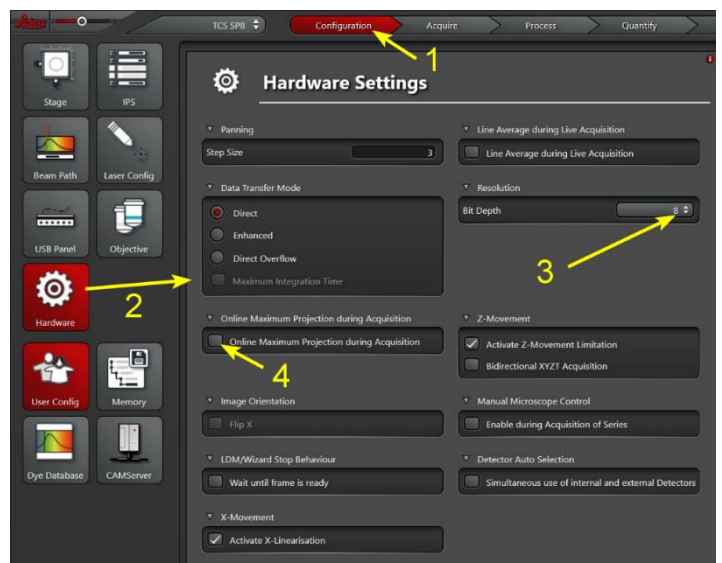 Leica
TCS SP8
Configuration
Acquire
Process
Quantify
1
Stage
IPS
Beam Path
Laser Config
USB Panel
Objective
Hardware
2
User Config
Memory
Dye Database
CAMServer
Hardware Settings
Panning
Step Size 3
Data Transfer Mode
Direct
Enhanced
Direct Overflow
Maximum Integration Time
Online Maximum Projection during Acquisition
Online Maximum Projection during Acquisition
4
Image Orientation
Flip X
LDM/Wizard Stop Behaviour
Wait until frame is ready
X-Movement
Activate X-Linearisation
Line Average during Live Acquisition
Line Average during Live Acquisition
Resolution
Bit Depth 8
3
Z-Movement
Activate Z-Movement Limitation
Bidirectional XYZT Acquisition
Manual Microscope Control
Enable during Acquisition of Series
Detector Auto Selection
Simultaneous use of internal and external Detectors